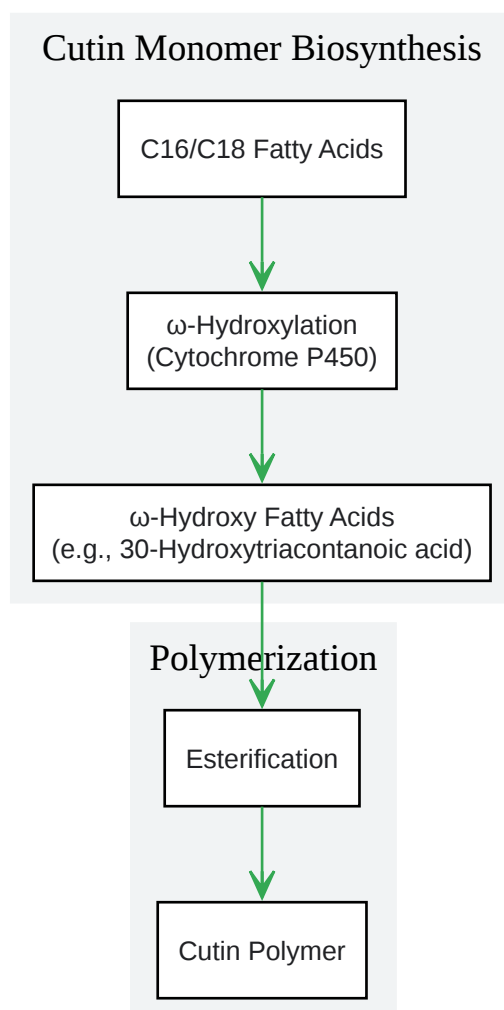 Cutin Monomer Biosynthesis
C16/C18 Fatty Acids
ω-Hydroxylation
(Cytochrome P450)
ω-Hydroxy Fatty Acids
(e.g., 30-Hydroxytriacontanoic acid)
Polymerization
Esterification
Cutin Polymer